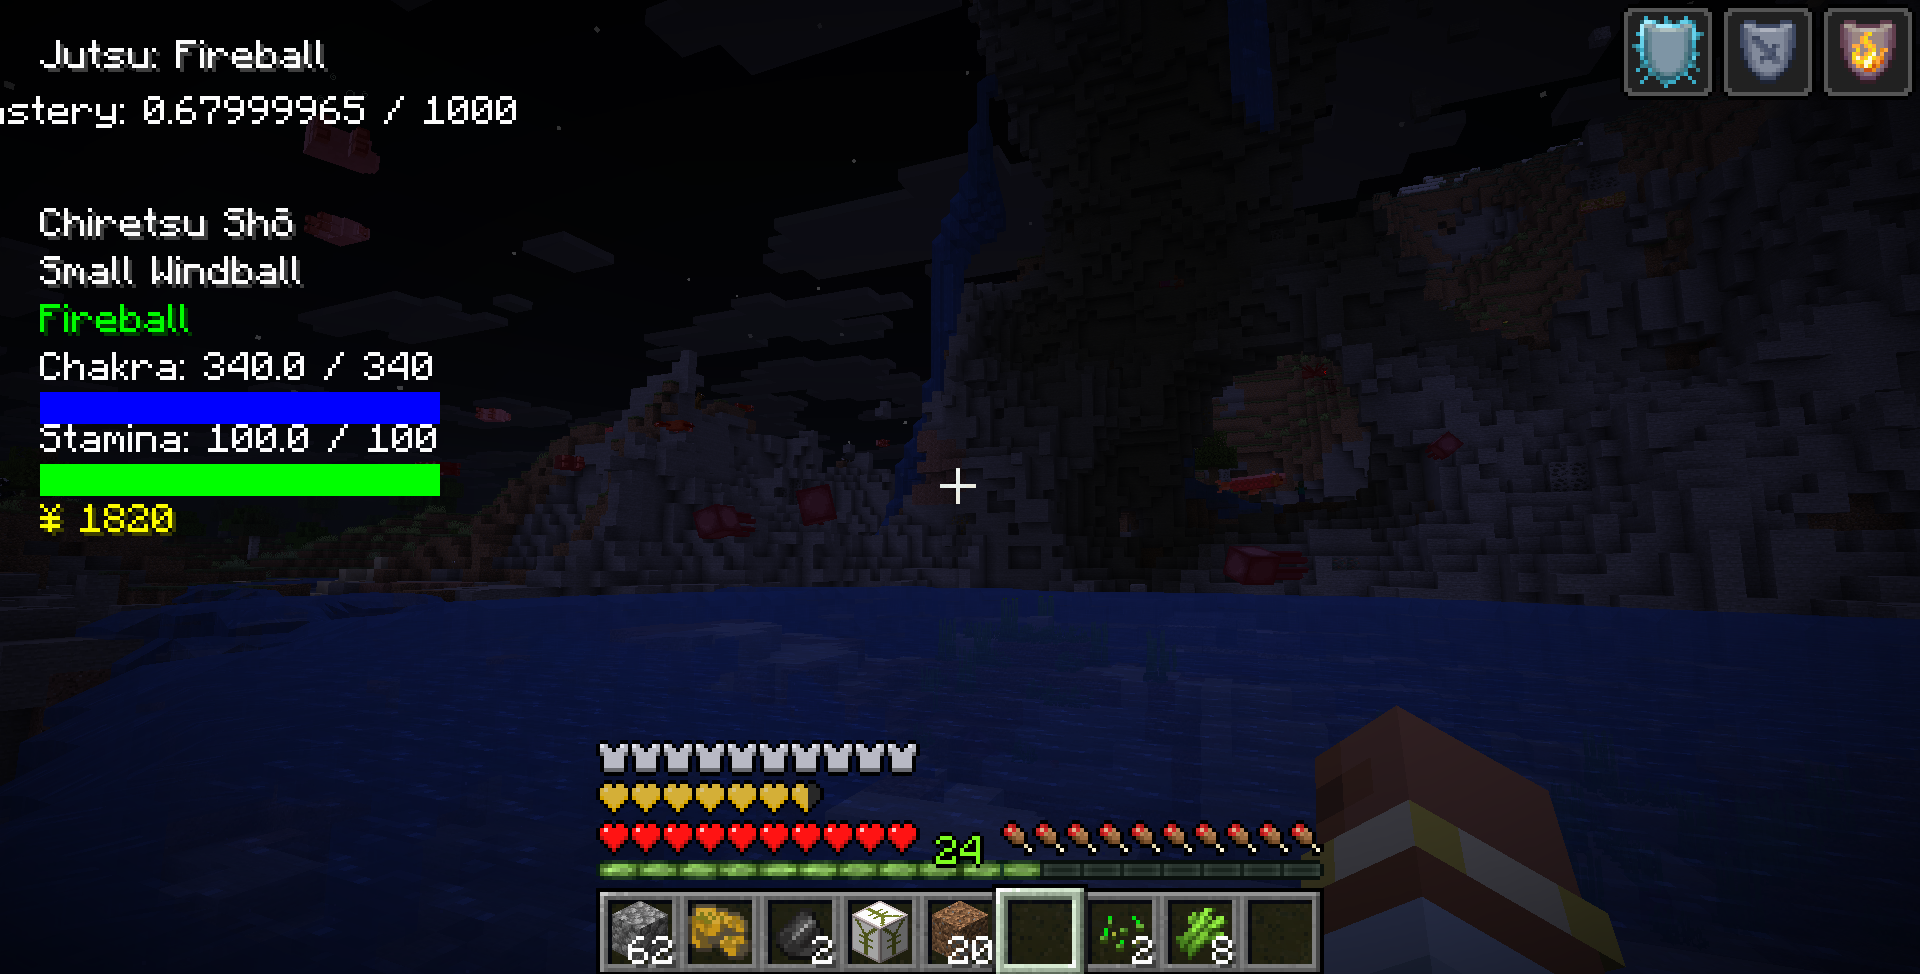 Jutsu: Fireball
astery: 0.67999965 / 1000
Chiretsu Shō
Small Windball
Fireball
Chakra: 340.0 / 340
Stamina: 100.0 / 100
¥ 1820
24
62
2
20
2
8